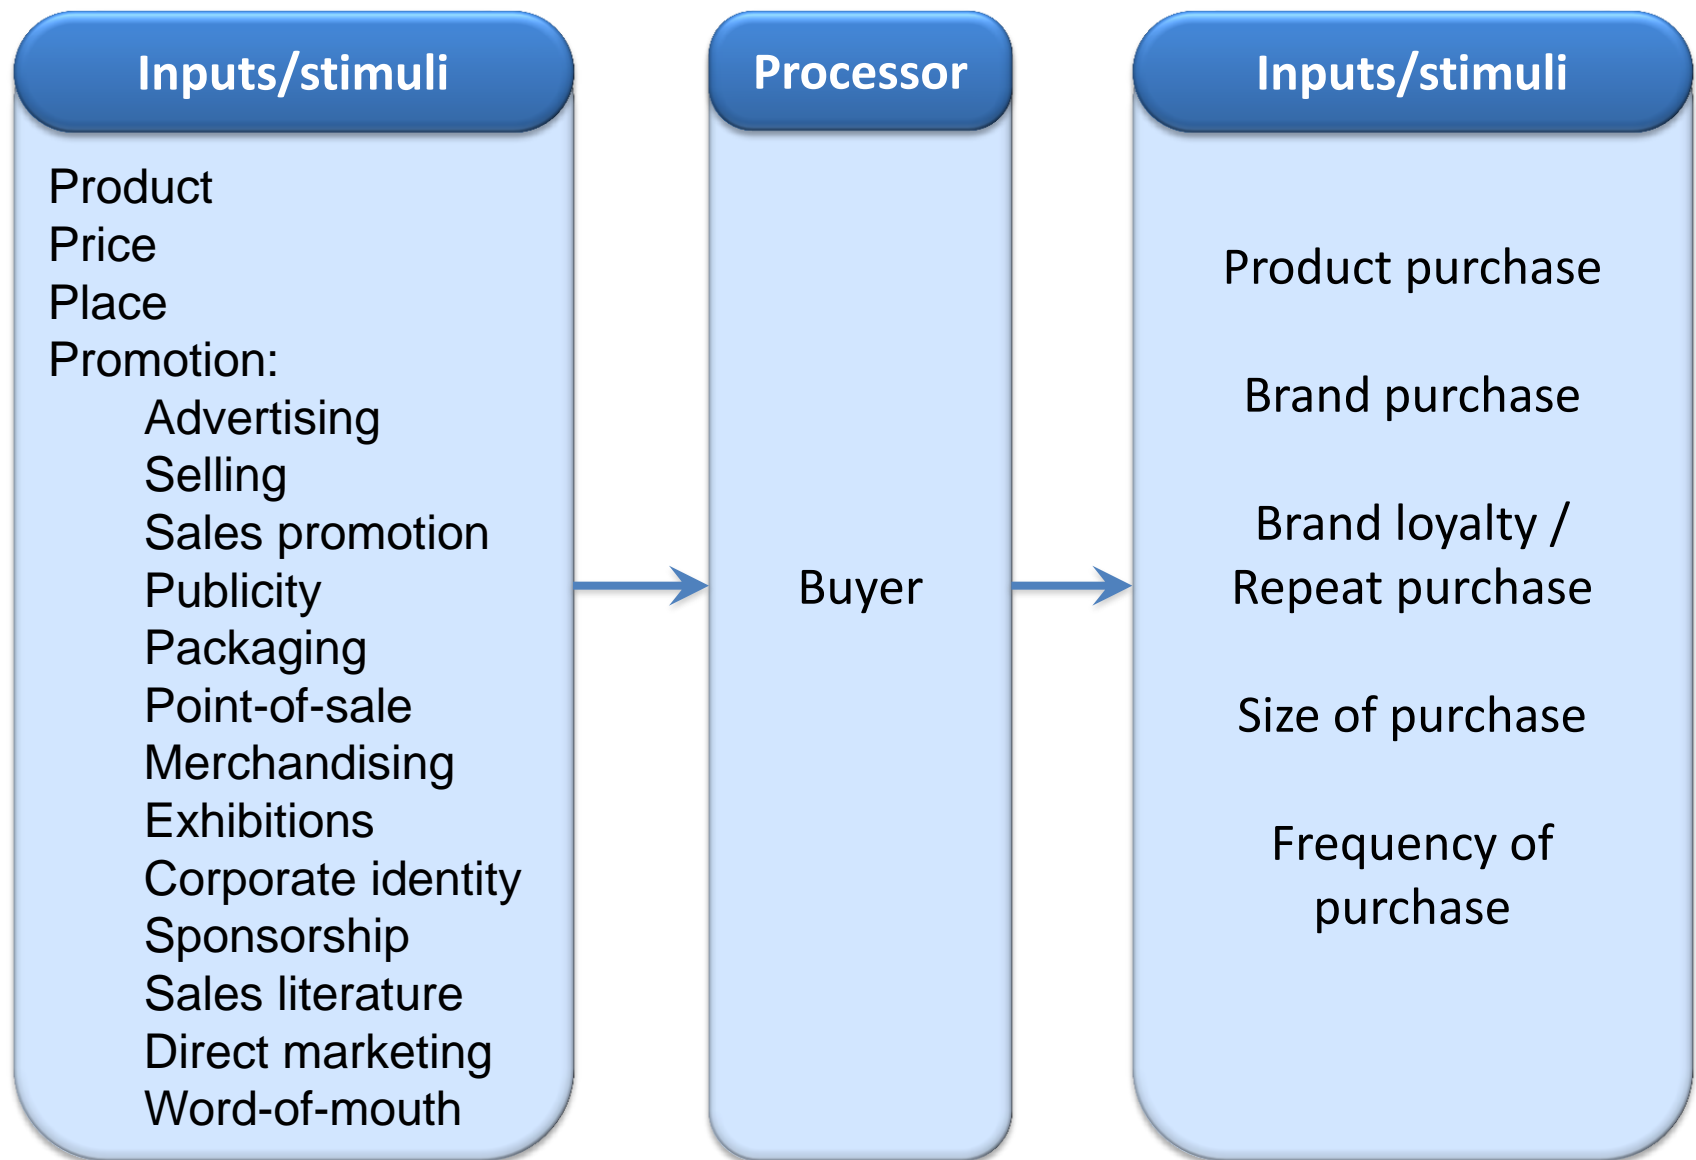 Inputs/stimuli
Product
Price
Place
Promotion:
Advertising
Selling
Sales promotion
Publicity
Packaging
Point-of-sale
Merchandising
Exhibitions
Corporate identity
Sponsorship
Sales literature
Direct marketing
Word-of-mouth
Processor
Buyer
Inputs/stimuli
Product purchase
Brand purchase
Brand loyalty /
Repeat purchase
Size of purchase
Frequency of
purchase